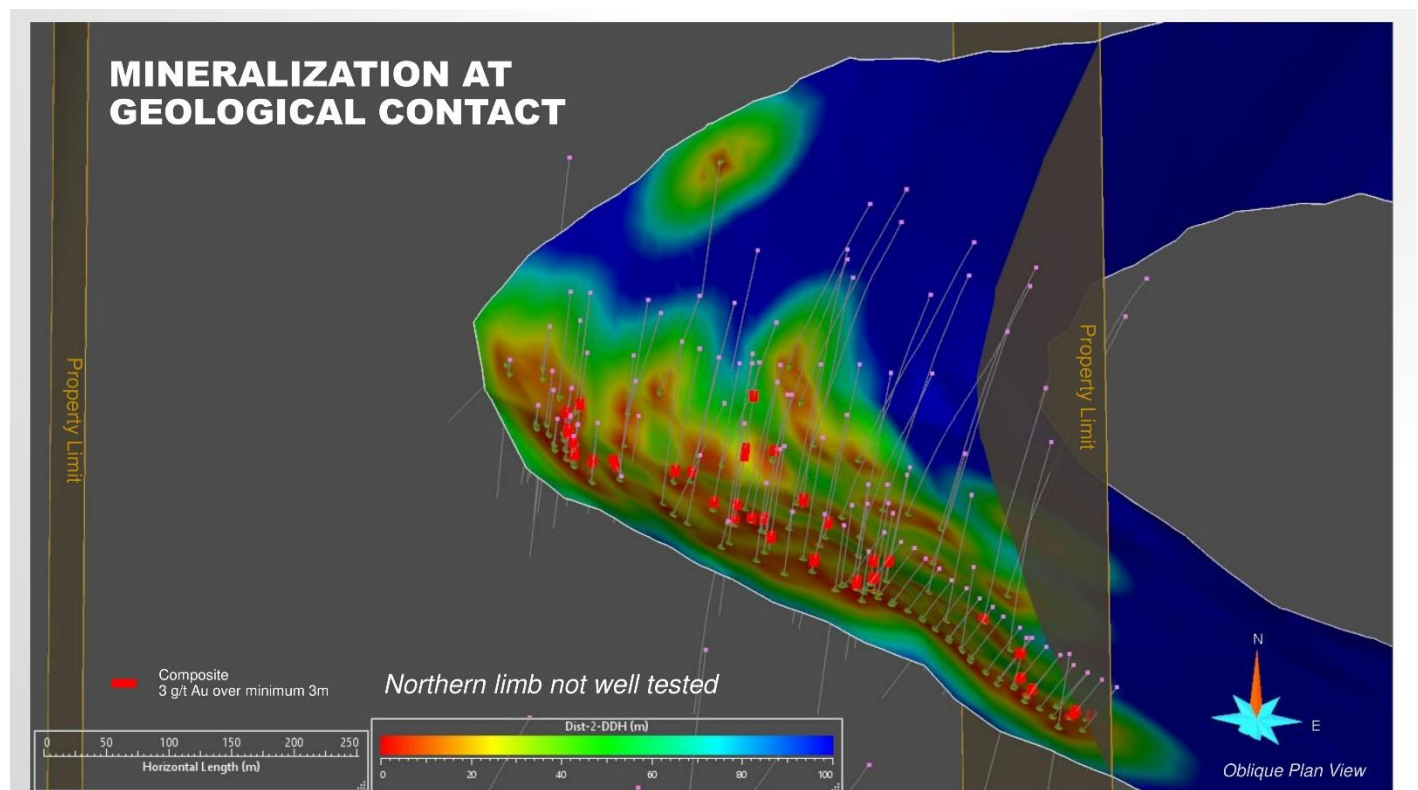 MINERALIZATION AT
GEOLOGICAL CONTACT
Property Limit
Property Limit
Composite
3 g/t Au over minimum 3m
Northern limb not well tested
0 50 100 150 200 250
Horizontal Length (m)
Dist-2-DDH (m)
0 20 40 60 80 100
N
E
Oblique Plan View